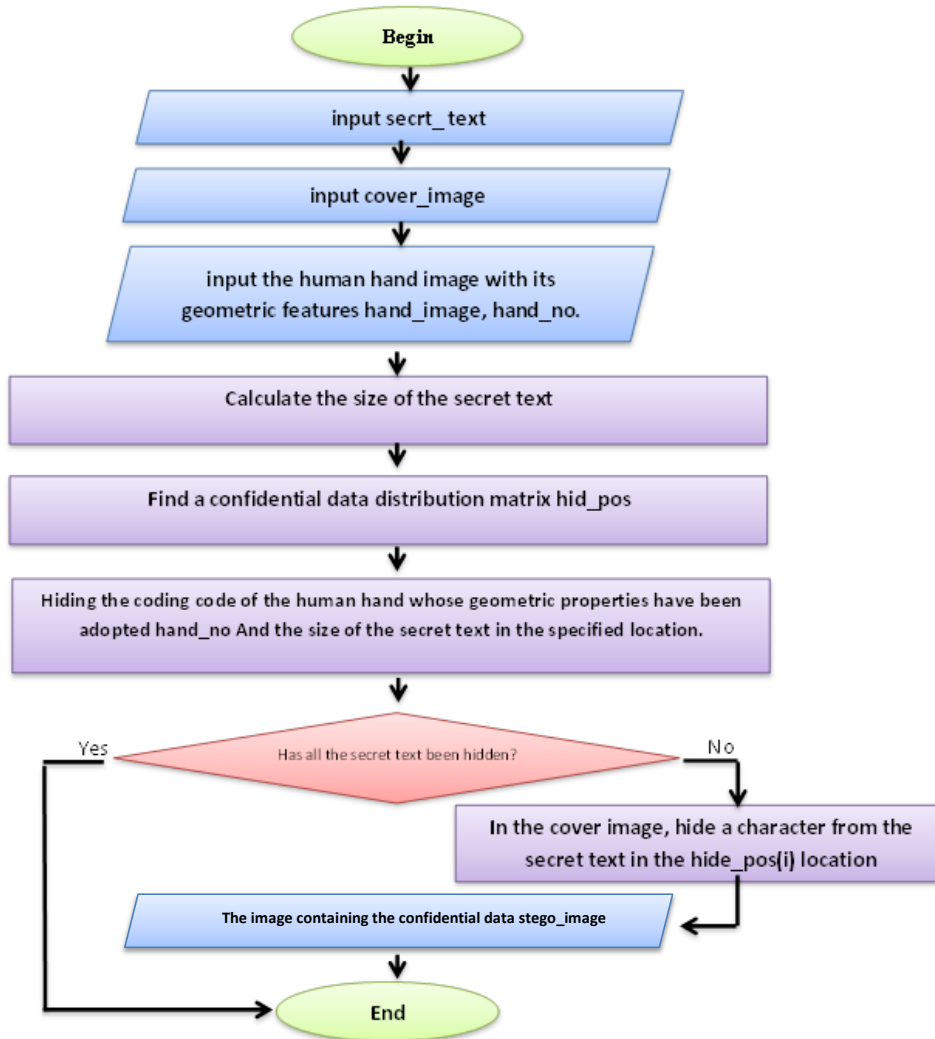 Begin
input secrt_ text
input cover_image
input the human hand image with its
geometric features hand_image, hand_no.
Calculate the size of the secret text
Find a confidential data distribution matrix hid_pos
Hiding the coding code of the human hand whose geometric properties have been
adopted hand_no And the size of the secret text in the specified location.
Yes
Has all the secret text been hidden?
No
In the cover image, hide a character from the
secret text in the hide_pos(i) location
The image containing the confidential data stego_image
End